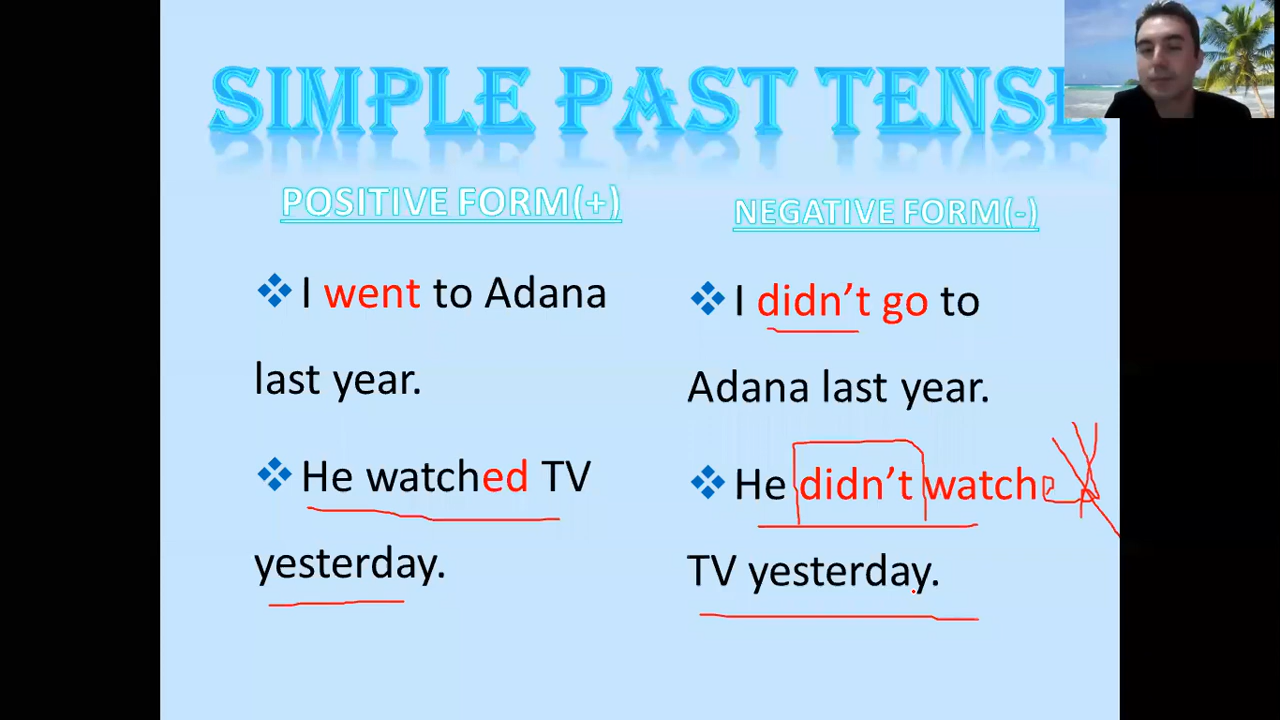 SIMPLE PAST TENSE
POSITIVE FORM(+)
❖ I went to Adana
last year.
❖ He watched TV
yesterday.
NEGATIVE FORM(-)
❖ I didn’t go to
Adana last year.
❖ He didn’t watch
TV yesterday.